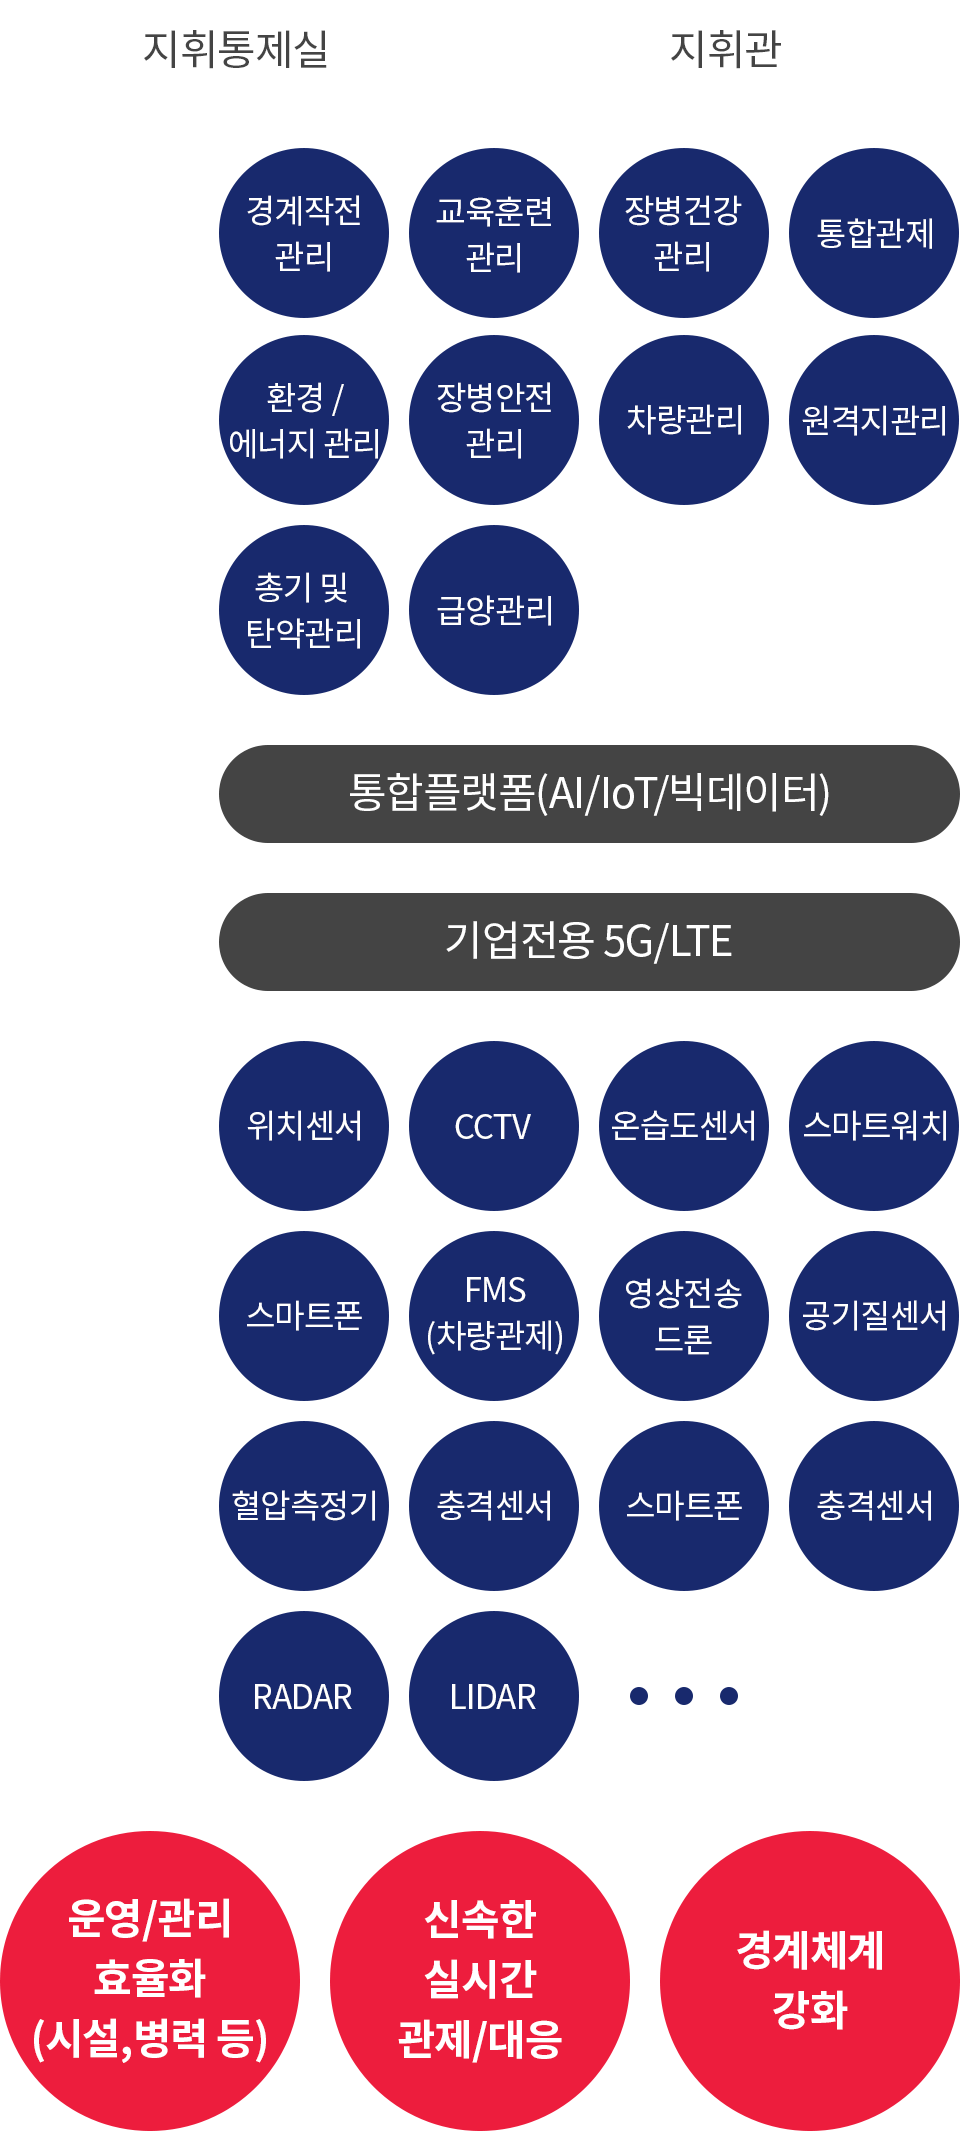 지휘통제실
지휘관
경계작전
관리
교육훈련
관리
장병건강
관리
통합관제
환경 /
에너지 관리
장병안전
관리
차량관리
원격지관리
총기 및
탄약관리
급양관리
통합플랫폼(AI/IoT/빅데이터)
기업전용 5G/LTE
위치센서
CCTV
온습도센서
스마트워치
스마트폰
FMS
(차량관제)
영상전송
드론
공기질센서
혈압측정기
충격센서
스마트폰
충격센서
RADAR
LIDAR
운영/관리
효율화
(시설,병력 등)
신속한
실시간
관제/대응
경계체계
강화